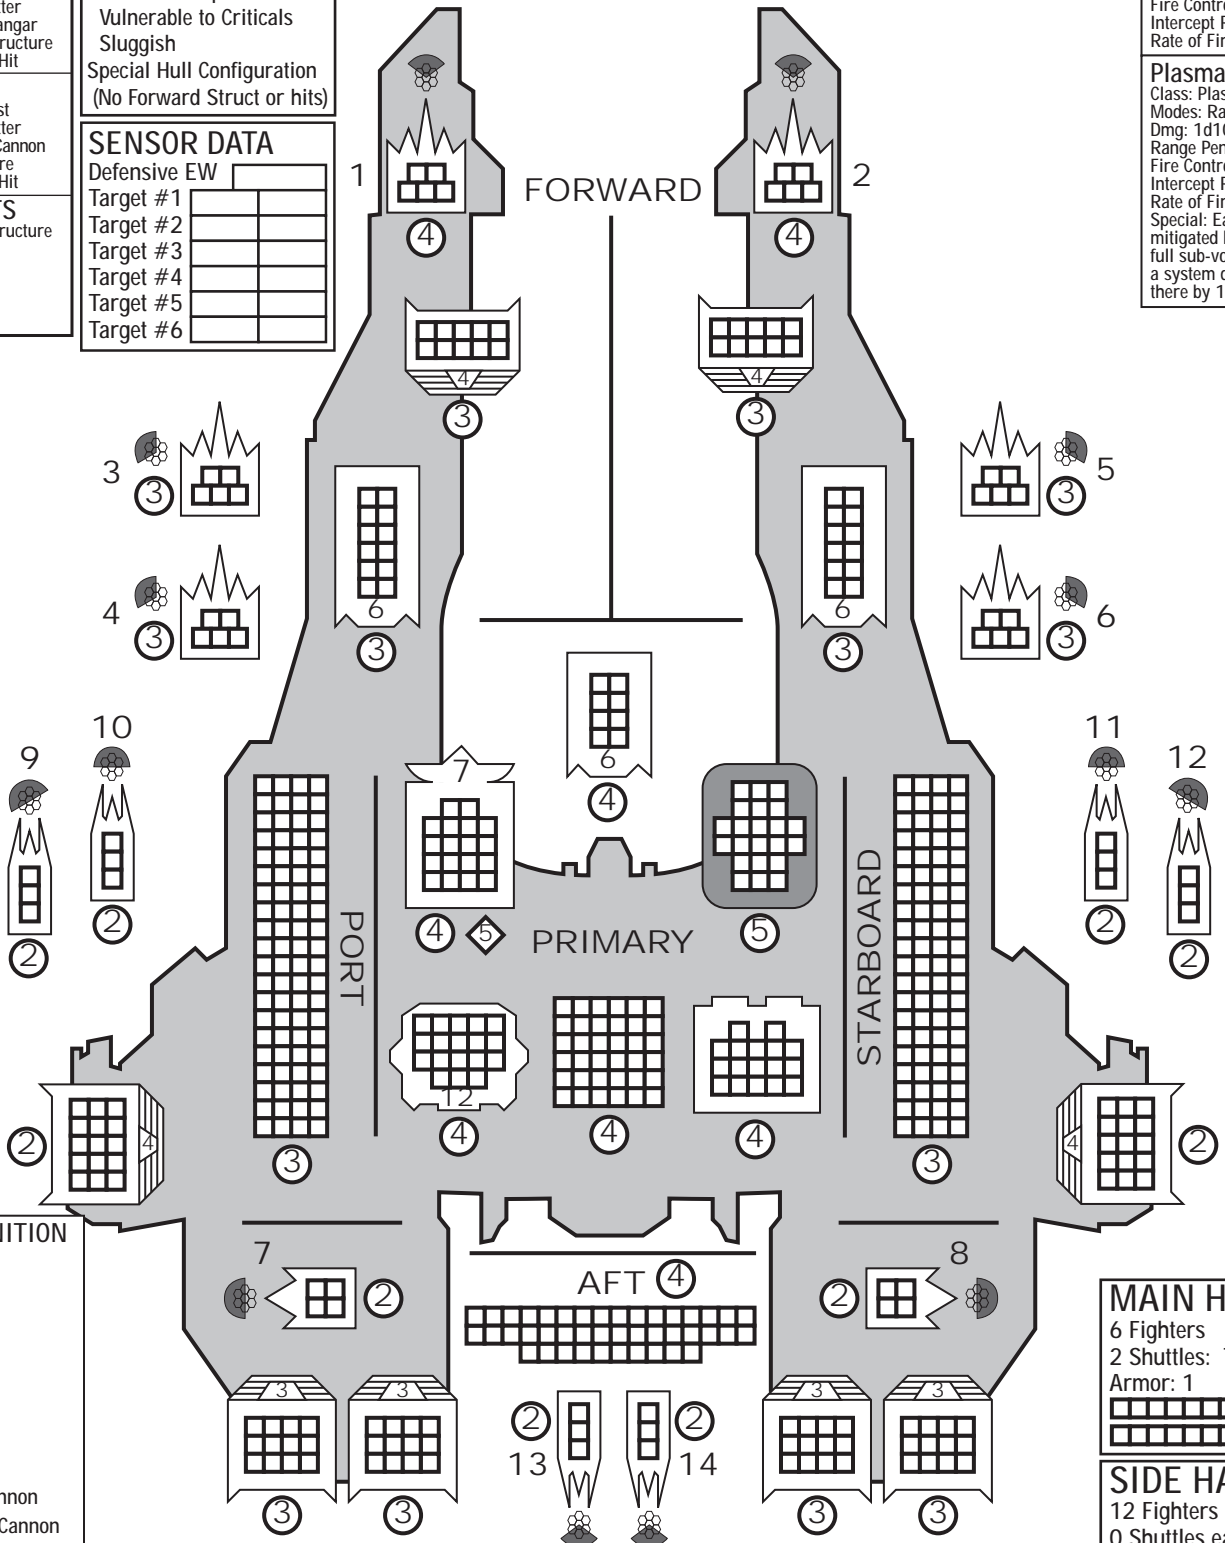 ter
angar
ructure
Hit
st
ter
Cannon
re
Hit
TS
ructure
Vulnerable to Criticals
Sluggish
Special Hull Configuration
(No Forward Struct or hits)
SENSOR DATA
Defensive EW
Target #1
Target #2
Target #3
Target #4
Target #5
Target #6
Fire Contro
Intercept R
Rate of Fir
Plasma
Class: Plas
Modes: Ra
Dmg: 1d10
Range Pen
Fire Contro
Intercept R
Rate of Fir
Special: Ea
mitigated b
full sub-vo
a system d
there by 1
1
FORWARD
2
4
4
4
4
3
3
3
3
5
3
4
3
6
3
6
3
6
3
6
4
9
10
2
2
11
12
2
2
7
4
5
PORT
PRIMARY
5
STARBOARD
12
4
4
4
3
3
2
4
4
2
NITION
7
2
AFT
4
2
8
3
3
3
3
3
3
3
3
2
13
2
14
nnon
Cannon
MAIN H
6 Fighters
2 Shuttles:
Armor: 1
SIDE HA
12 Fighters
0 Shuttles ea